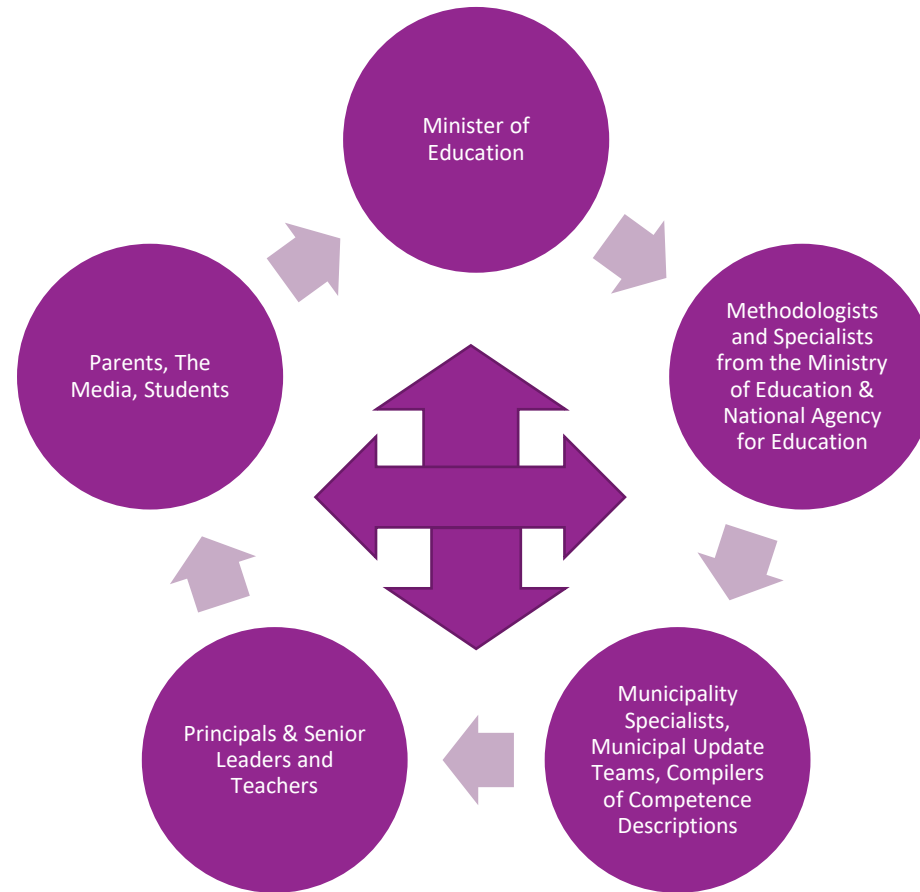 Minister of
Education
Methodologists
and Specialists
from the Ministry
of Education &
National Agency
for Education
Municipality
Specialists,
Municipal Update
Teams, Compilers
of Competence
Descriptions
Principals & Senior
Leaders and
Teachers
Parents, The
Media, Students